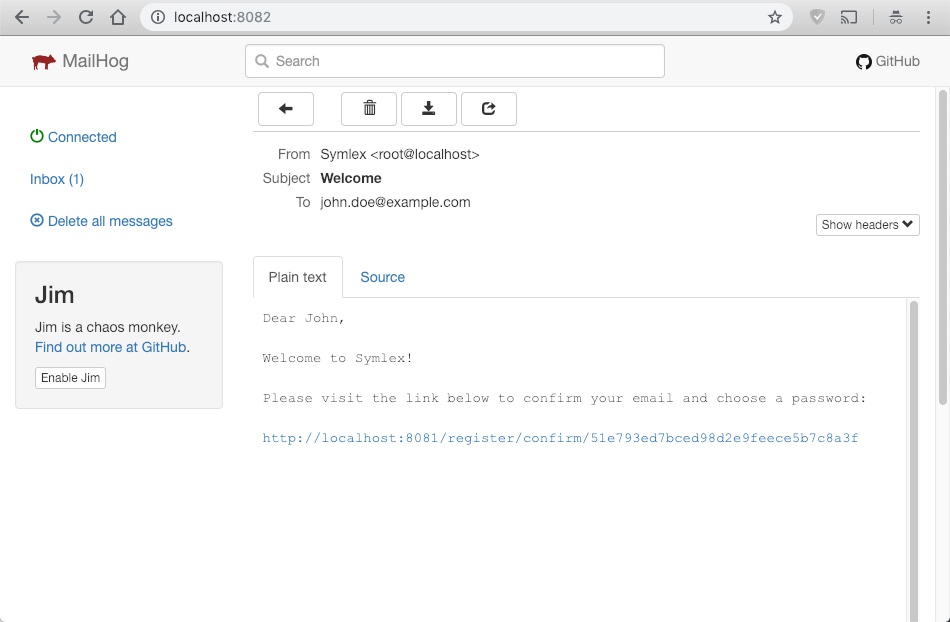 localhost:8082
MailHog
Search
GitHub
Connected
Inbox (1)
Delete all messages
Jim
Jim is a chaos monkey.
Find out more at GitHub.
Enable Jim
From Symlex <root@localhost>
Subject Welcome
To john.doe@example.com
Show headers
Plain text
Source
Dear John,
Welcome to Symlex!
Please visit the link below to confirm your email and choose a password:
http://localhost:8081/register/confirm/51e793ed7bced98d2e9feece5b7c8a3f